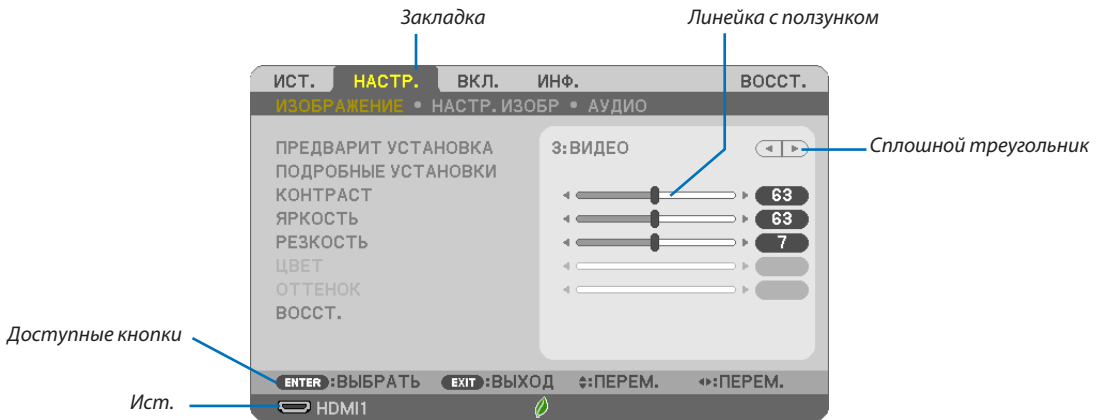 Закладка
Линейка с ползунком
ИСТ. НАСТР. ВКЛ. ИНФ. ВОССТ.
ИЗОБРАЖЕНИЕ • НАСТР. ИЗОБР • АУДИО
ПРЕДВАРИТ УСТАНОВКА 3:ВИДЕО
Сплошной треугольник
ПОДРОБНЫЕ УСТАНОВКИ
КОНТРАСТ 63
ЯРКОСТЬ 63
РЕЗКОСТЬ 7
ЦВЕТ
ОТТЕНОК
ВОССТ.
Доступные кнопки
ENTER :ВЫБРАТЬ EXIT :ВЫХОД :ПЕРЕМ. :ПЕРЕМ.
Ист.
HDMI1